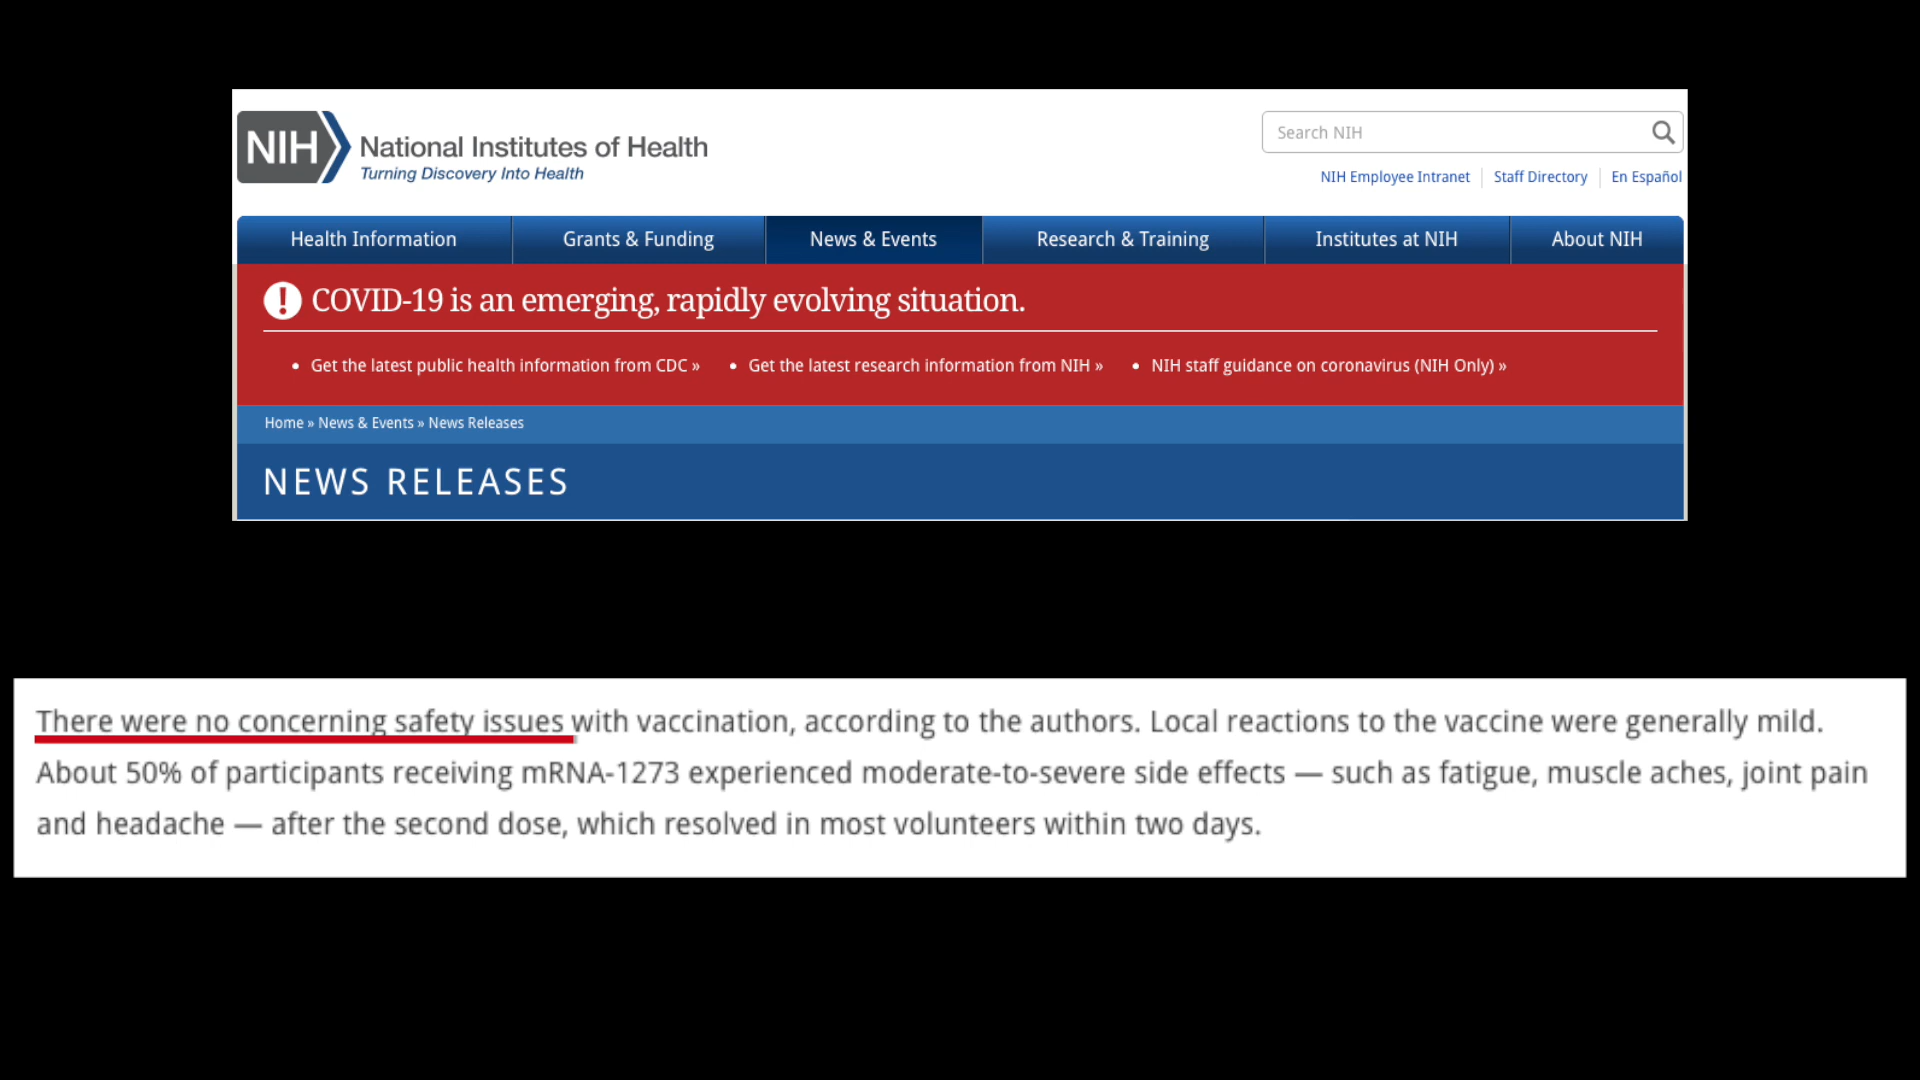 NIH National Institutes of Health
Turning Discovery Into Health
Search NIH
NIH Employee Intranet Staff Directory En Español
Health Information Grants & Funding News & Events Research & Training Institutes at NIH About NIH
! COVID-19 is an emerging, rapidly evolving situation.
• Get the latest public health information from CDC » • Get the latest research information from NIH » • NIH staff guidance on coronavirus (NIH Only) »
Home » News & Events » News Releases
NEWS RELEASES
There were no concerning safety issues with vaccination, according to the authors. Local reactions to the vaccine were generally mild.
About 50% of participants receiving mRNA-1273 experienced moderate-to-severe side effects — such as fatigue, muscle aches, joint pain
and headache — after the second dose, which resolved in most volunteers within two days.